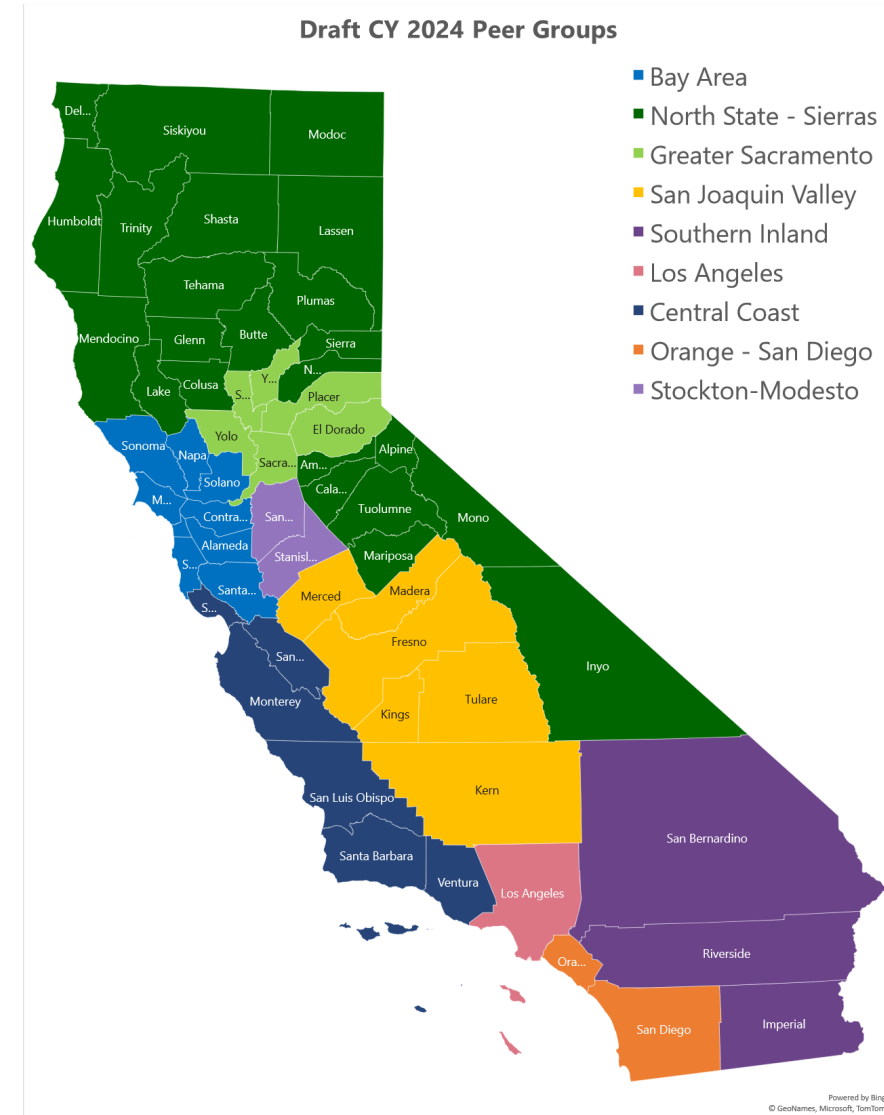 Draft CY 2024 Peer Groups
Bay Area
North State - Sierras
Greater Sacramento
San Joaquin Valley
Southern Inland
Los Angeles
Central Coast
Orange - San Diego
Stockton-Modesto
Del...
Siskiyou
Modoc
Humboldt
Trinity
Shasta
Lassen
Tehama
Plumas
Mendocino
Glenn
Butte
Sierra
Lake
Colusa
N...
Y...
S...
Placer
Yolo
El Dorado
Sonoma
Napa
Sacra...
Am...
Alpine
Solano
Cala...
M...
Contra...
San...
Tuolumne
Mono
Alameda
Stanisl...
Mariposa
S...
Santa...
Merced
Madera
S...
San...
Fresno
Inyo
Monterey
Kings
Tulare
San Luis Obispo
Kern
San Bernardino
Santa Barbara
Ventura
Los Angeles
Ora...
Riverside
San Diego
Imperial
Powered by Bing
© GeoNames, Microsoft, TomTom